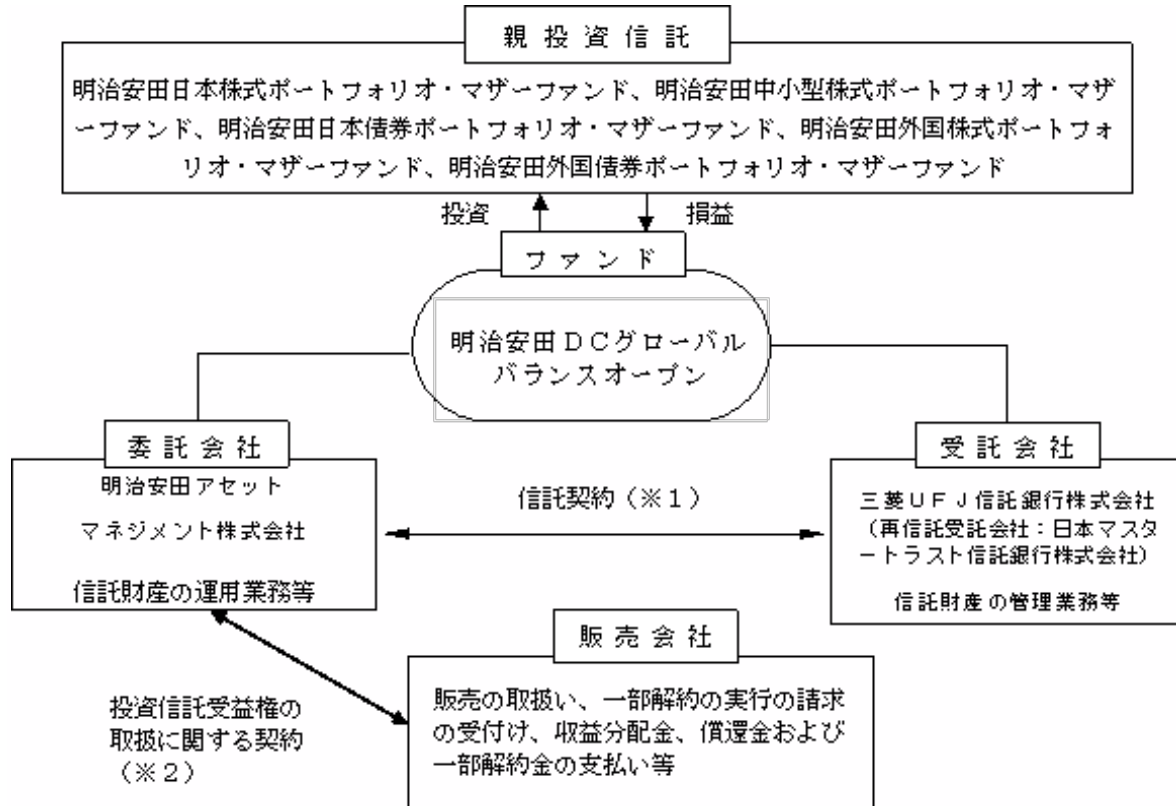 親投資信託
明治安田日本株式ポートフォリオ・マザーファンド、明治安田中小型株式ポートフォリオ・マザ
ーファンド、明治安田日本債券ポートフォリオ・マザーファンド、明治安田外国株式ポートフォ
リオ・マザーファンド、明治安田外国債券ポートフォリオ・マザーファンド
投資
損益
ファンド
明治安田DCグローバル
バランスオープン
委託会社
明治安田アセット
マネジメント株式会社
信託財産の運用業務等
信託契約(※1)
受託会社
三菱UFJ信託銀行株式会社
(再信託受託会社:日本マスタ
ートラスト信託銀行株式会社)
信託財産の管理業務等
投資信託受益権の
取扱に関する契約
(※2)
販売会社
販売の取扱い、一部解約の実行の請求
の受付け、収益分配金、償還金および
一部解約金の支払い等